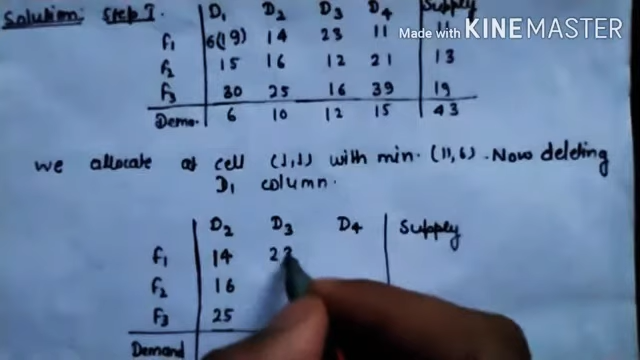 Solution: Step I.
D1 D2 D3 D4 Supply
F1 6(19) 14 23 11 11
F2 15 16 12 21 13
F3 30 25 16 39 19
Demo. 6 10 12 15 43
Made with KINEMASTER
we allocate at cell (1,1) with min. (11,6). Now deleting
D1 column.
D2 D3 D4 Supply
F1 14
F2 16
F3 25
Demand